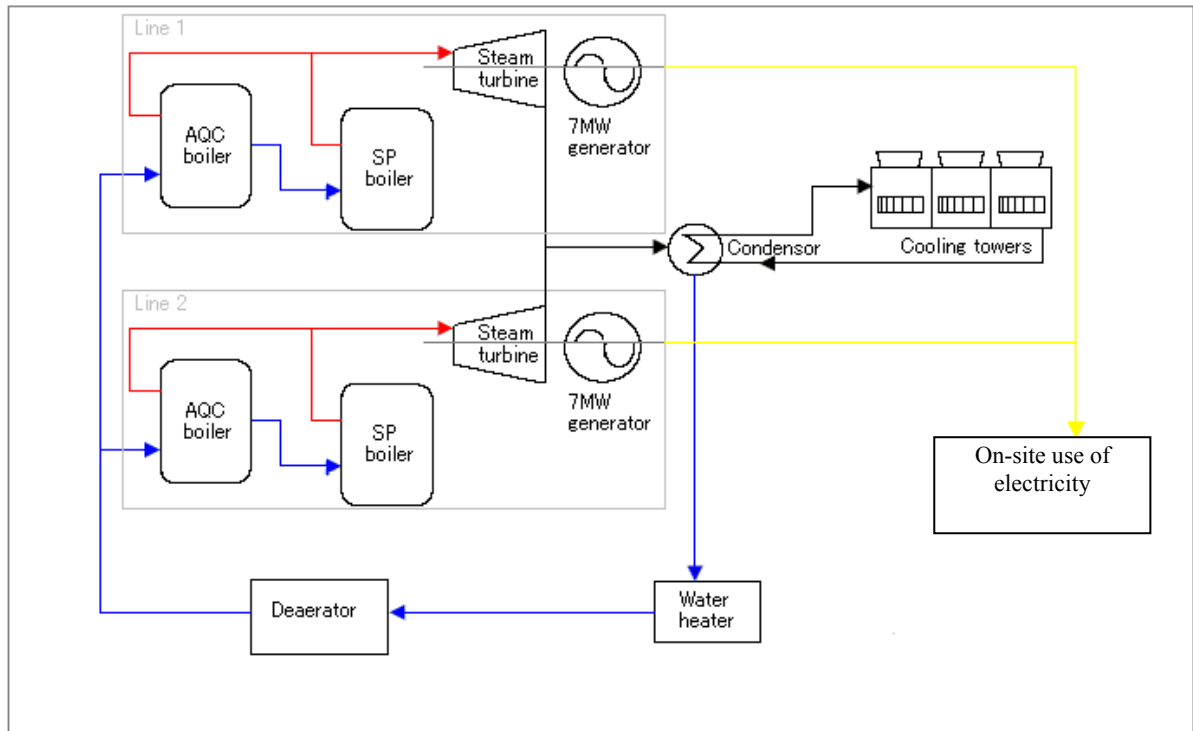 Line 1
AQC
boiler
SP
boiler
Steam
turbine
7MW
generator
Condensor
Cooling towers
Line 2
AQC
boiler
SP
boiler
Steam
turbine
7MW
generator
On-site use of
electricity
Deaerator
Water
heater